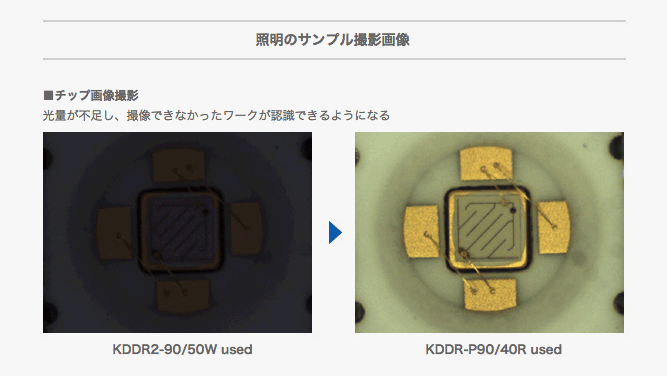 照明のサンプル撮影画像
■チップ画像撮影
光量が不足し、撮像できなかったワークが認識できるようになる
KDDR2-90/50W used
KDDR-P90/40R used